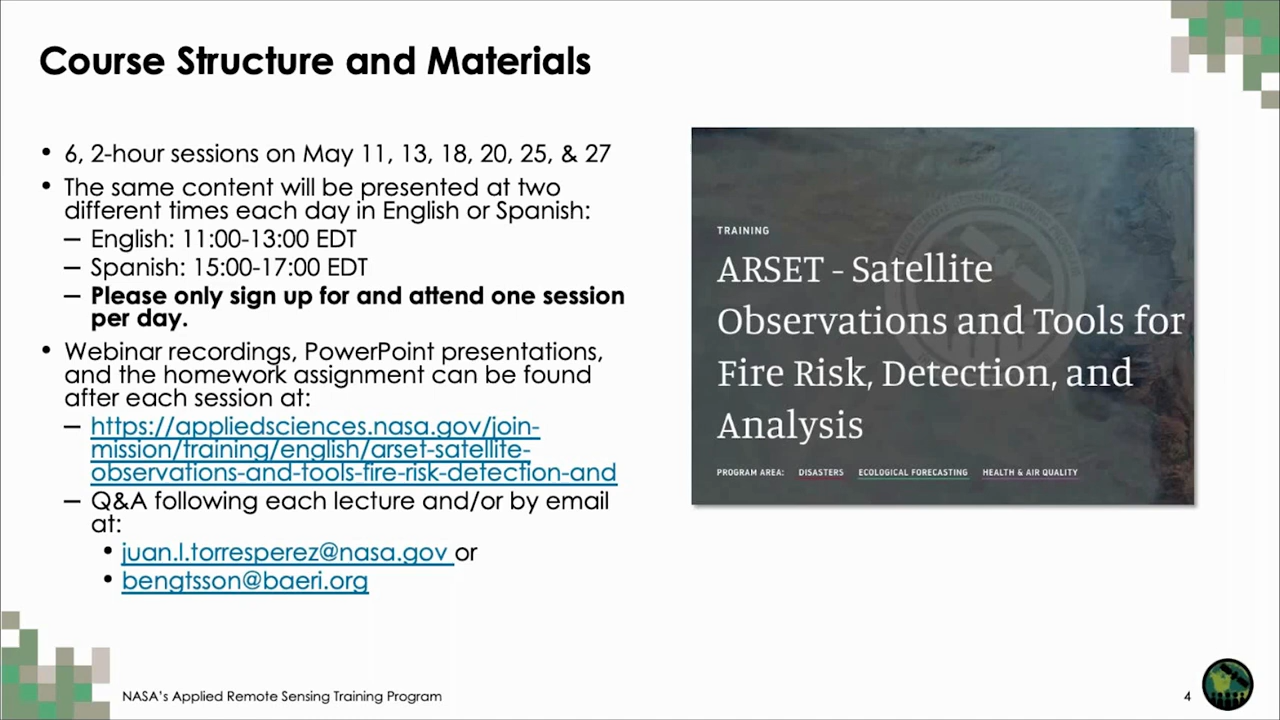 Course Structure and Materials
• 6, 2-hour sessions on May 11, 13, 18, 20, 25, & 27
• The same content will be presented at two
different times each day in English or Spanish:
– English: 11:00-13:00 EDT
– Spanish: 15:00-17:00 EDT
– Please only sign up for and attend one session
per day.
• Webinar recordings, PowerPoint presentations,
and the homework assignment can be found
after each session at:
– https://appliedsciences.nasa.gov/join-
mission/training/english/arset-satellite-
observations-and-tools-fire-risk-detection-and
– Q&A following each lecture and/or by email
at:
• juan.l.torresperez@nasa.gov or
• bengtsson@baeri.org
TRAINING
ARSET - Satellite
Observations and Tools for
Fire Risk, Detection, and
Analysis
PROGRAM AREA: DISASTERS ECOLOGICAL FORECASTING HEALTH & AIR QUALITY
NASA's Applied Remote Sensing Training Program
4